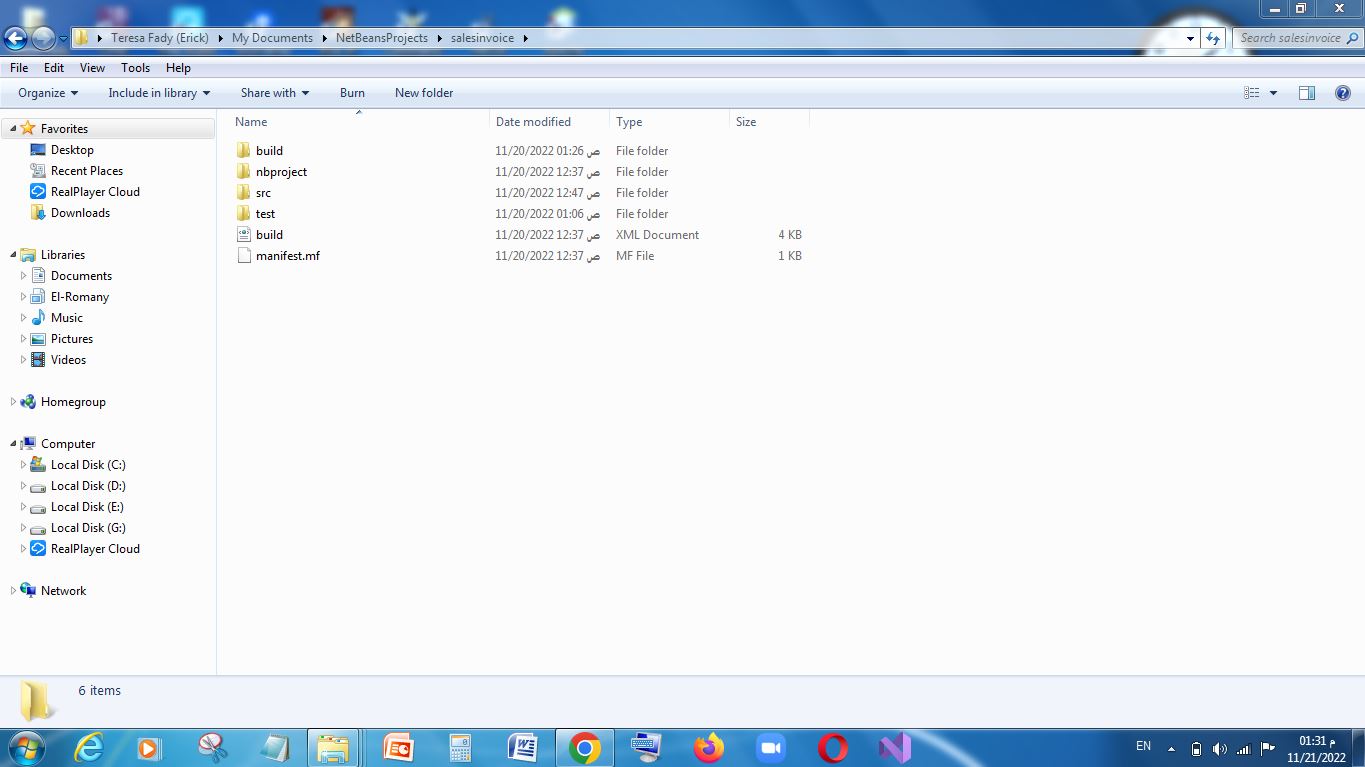 Teresa Fady (Erick) My Documents NetBeansProjects salesinvoice Search salesinvoice
File Edit View Tools Help
Organize Include in library Share with Burn New folder
Favorites
Desktop
Recent Places
RealPlayer Cloud
Downloads
Libraries
Documents
El-Romany
Music
Pictures
Videos
Homegroup
Computer
Local Disk (C:)
Local Disk (D:)
Local Disk (E:)
Local Disk (G:)
RealPlayer Cloud
Network
Name Date modified Type Size
build 11/20/2022 01:26 ص File folder
nbproject 11/20/2022 12:37 ص File folder
src 11/20/2022 12:47 ص File folder
test 11/20/2022 01:06 ص File folder
build 11/20/2022 12:37 ص XML Document 4 KB
manifest.mf 11/20/2022 12:37 ص MF File 1 KB
6 items
EN 01:31 م
11/21/2022